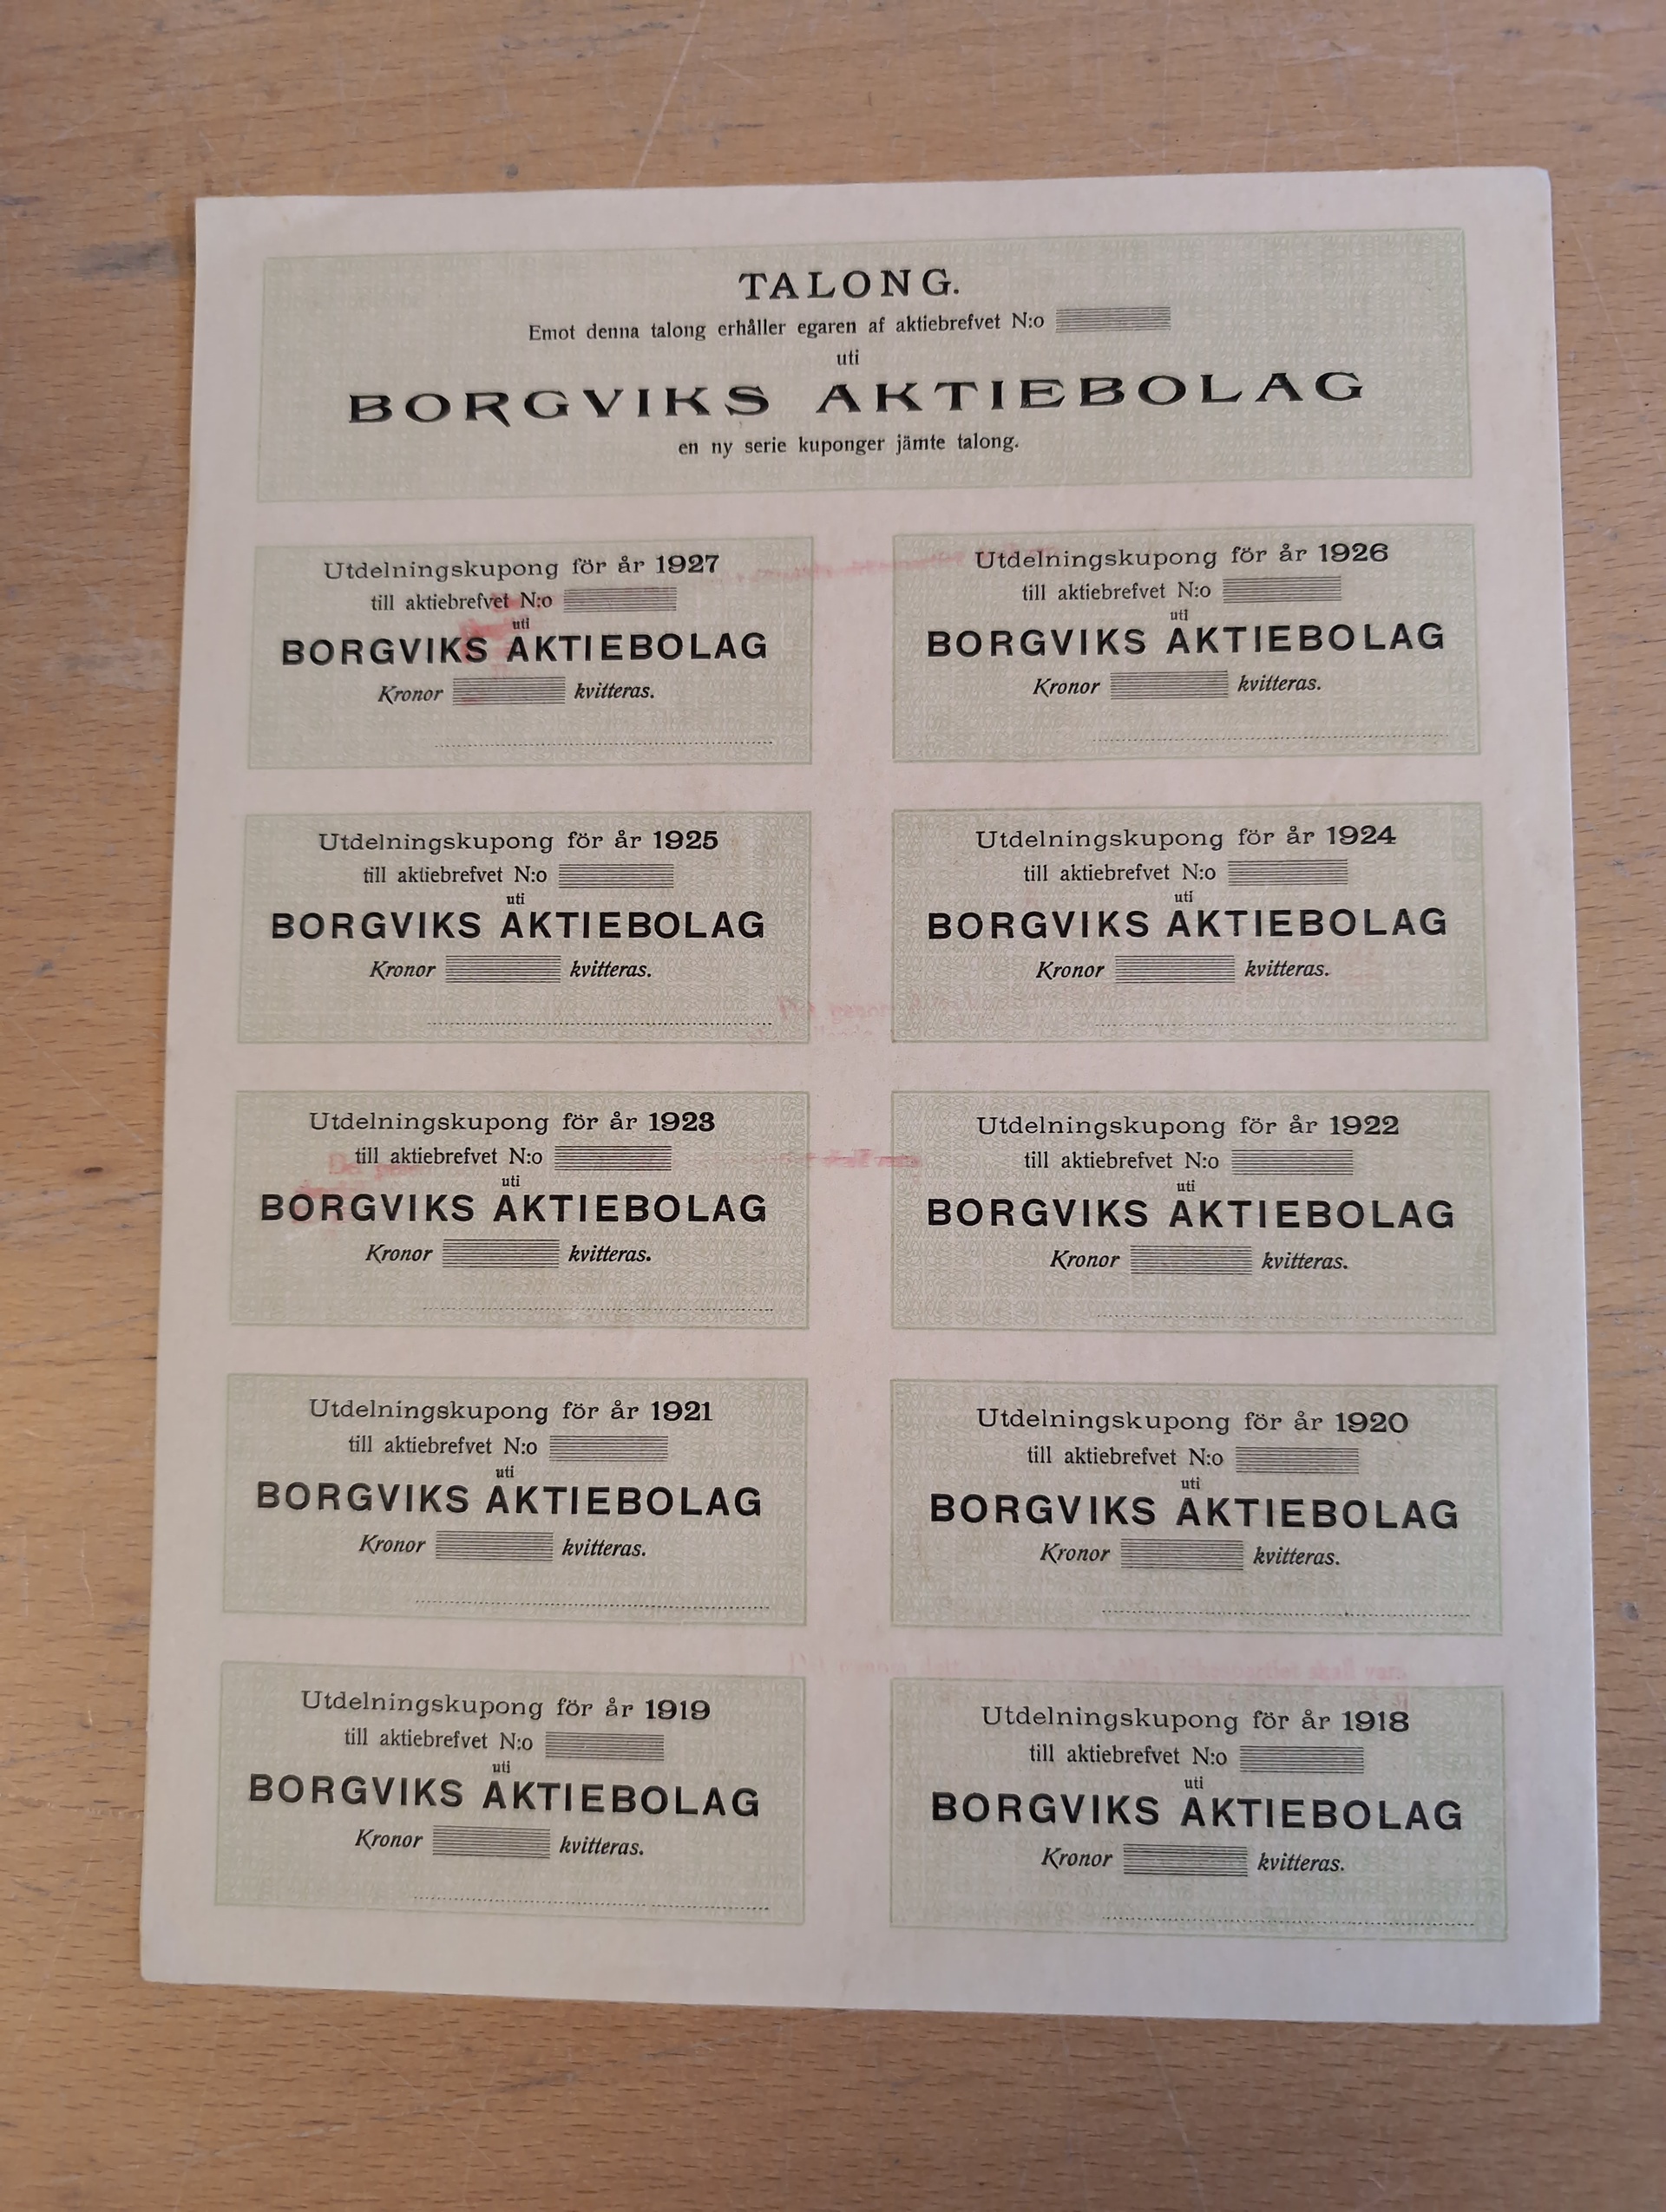 TALONG.
Emot denna talong erhåller egaren af aktiebrefvet N:o
uti
BORGVIKS AKTIEBOLAG
en ny serie kuponger jämte talong.
Utdelningskupong för år 1927
till aktiebrefvet N:o
uti
BORGVIKS AKTIEBOLAG
Kronor kvitteras.
Utdelningskupong för år 1926
till aktiebrefvet N:o
uti
BORGVIKS AKTIEBOLAG
Kronor kvitteras.
Utdelningskupong för år 1925
till aktiebrefvet N:o
uti
BORGVIKS AKTIEBOLAG
Kronor kvitteras.
Utdelningskupong för år 1924
till aktiebrefvet N:o
uti
BORGVIKS AKTIEBOLAG
Kronor kvitteras.
Utdelningskupong för år 1923
till aktiebrefvet N:o
uti
BORGVIKS AKTIEBOLAG
Kronor kvitteras.
Utdelningskupong för år 1922
till aktiebrefvet N:o
uti
BORGVIKS AKTIEBOLAG
Kronor kvitteras.
Utdelningskupong för år 1921
till aktiebrefvet N:o
uti
BORGVIKS AKTIEBOLAG
Kronor kvitteras.
Utdelningskupong för år 1920
till aktiebrefvet N:o
uti
BORGVIKS AKTIEBOLAG
Kronor kvitteras.
Utdelningskupong för år 1919
till aktiebrefvet N:o
uti
BORGVIKS AKTIEBOLAG
Kronor kvitteras.
Utdelningskupong för år 1918
till aktiebrefvet N:o
uti
BORGVIKS AKTIEBOLAG
Kronor kvitteras.